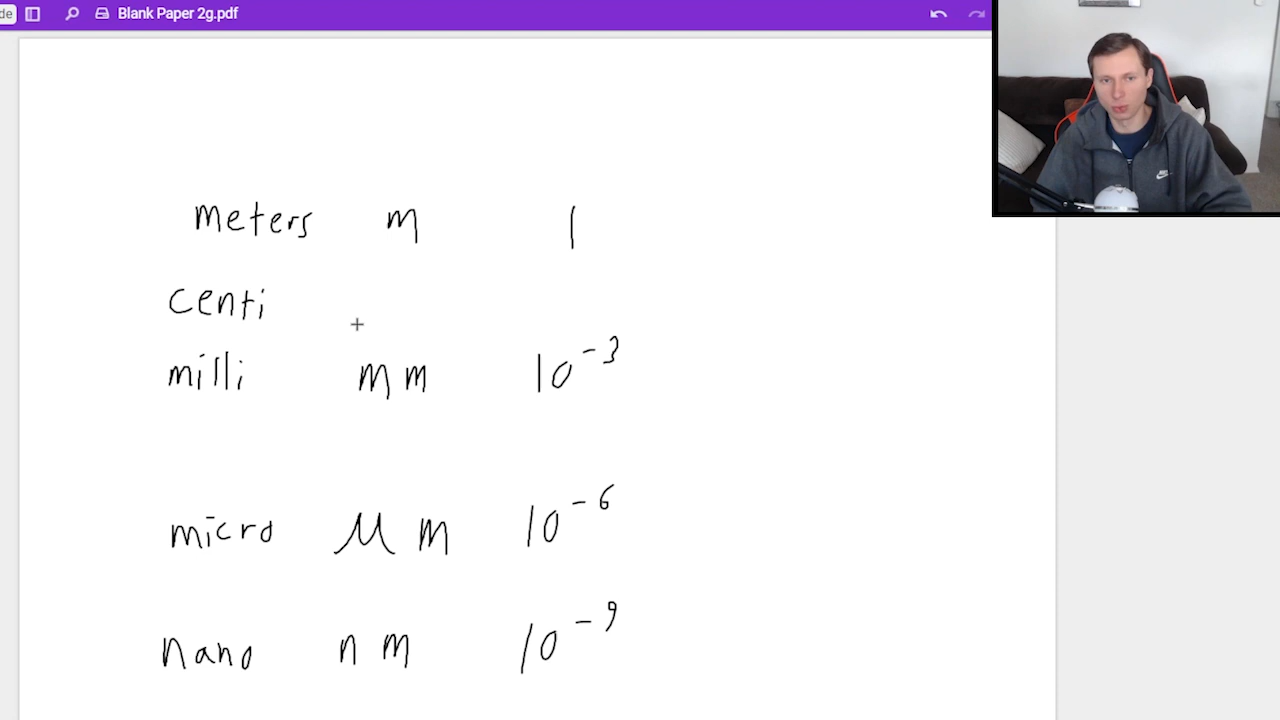 de Blank Paper 2g.pdf
meters m 1
centi
milli mm 10⁻³
micro μm 10⁻⁶
nano nm 10⁻⁹